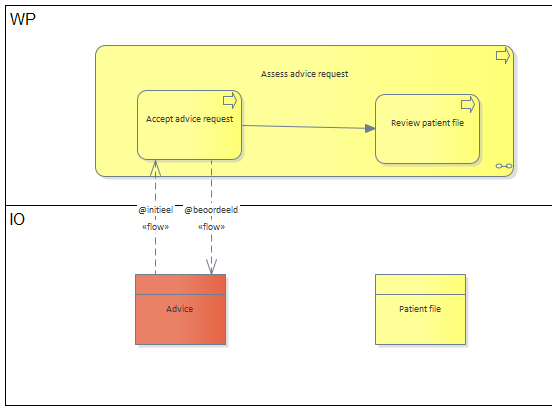 WP
Assess advice request
Accept advice request
Review patient file
IO
@initieel
@beoordeeld
«flow»
«flow»
Advice
Patient file